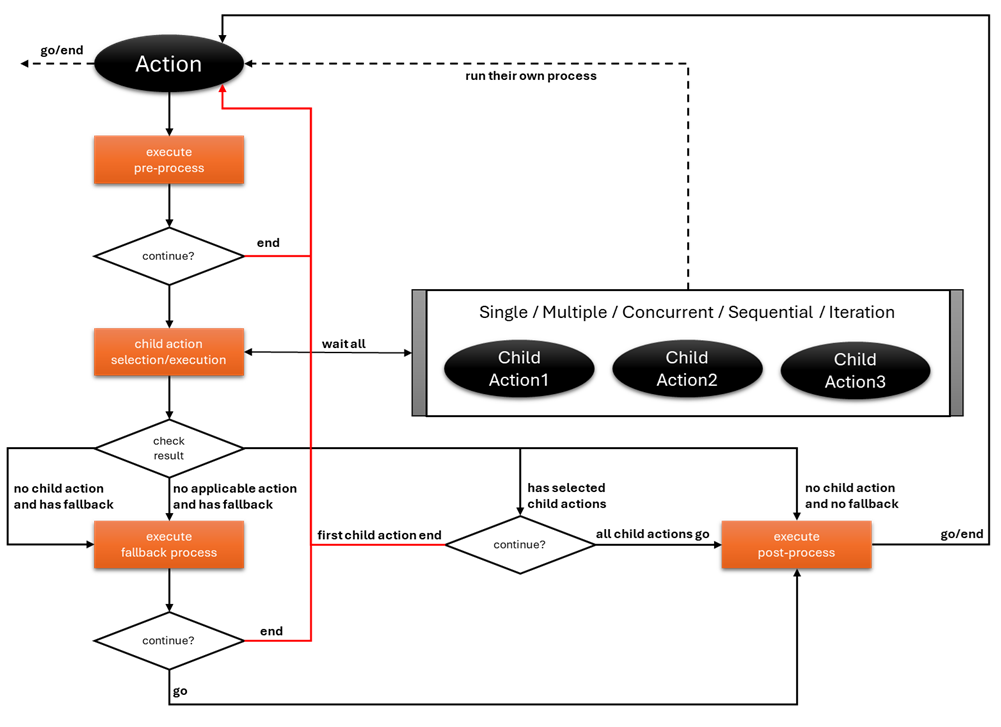 go/end
Action
run their own process
execute
pre-process
continue?
end
Single / Multiple / Concurrent / Sequential / Iteration
child action
selection/execution
wait all
Child
Action1
Child
Action2
Child
Action3
check
result
no child action
and has fallback
no applicable action
and has fallback
has selected
child actions
no child action
and no fallback
execute
fallback process
first child action end
continue?
all child actions go
execute
post-process
go/end
continue?
end
go